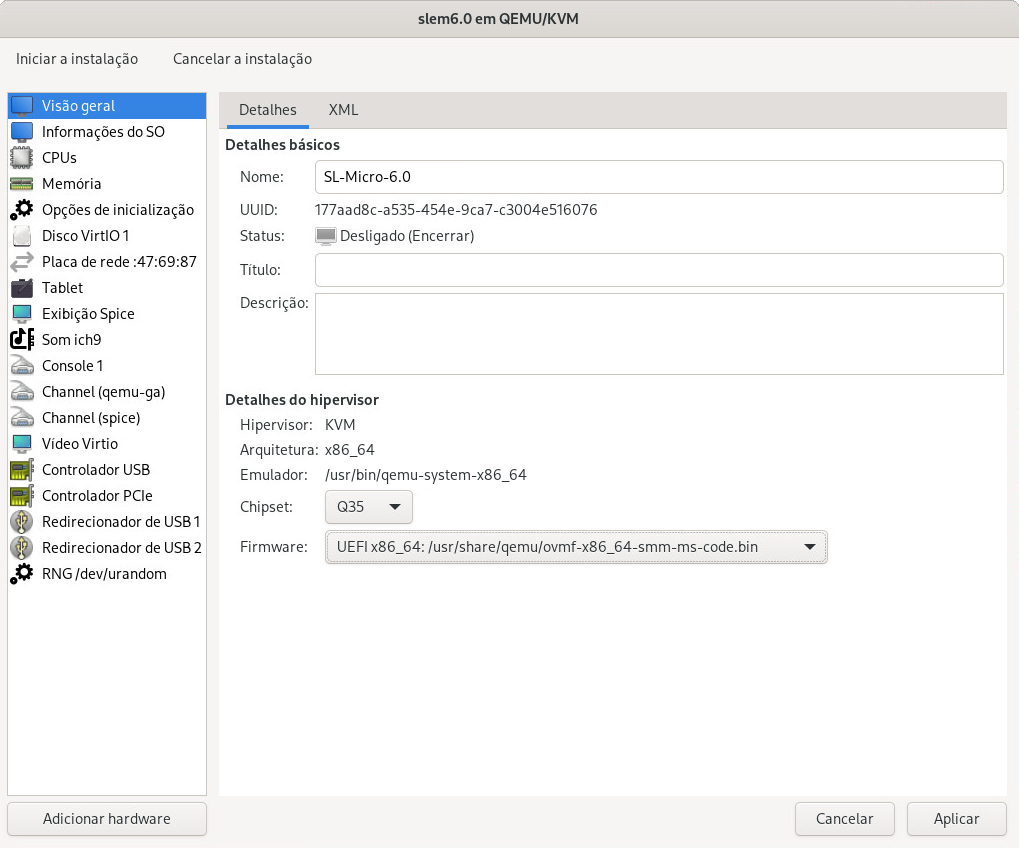 slem6.0 em QEMU/KVM
Iniciar a instalação Cancelar a instalação
Visão geral
Informações do SO
CPUs
Memória
Opções de inicialização
Disco VirtIO 1
Placa de rede :47:69:87
Tablet
Exibição Spice
Som ich9
Console 1
Channel (qemu-ga)
Channel (spice)
Vídeo Virtio
Controlador USB
Controlador PCIe
Redirecionador de USB 1
Redirecionador de USB 2
RNG /dev/urandom
Adicionar hardware
Detalhes XML
Detalhes básicos
Nome: SL-Micro-6.0
UUID: 177aad8c-a535-454e-9ca7-c3004e516076
Status: Desligado (Encerrar)
Título:
Descrição:
Detalhes do hipervisor
Hipervisor: KVM
Arquitetura: x86_64
Emulador: /usr/bin/qemu-system-x86_64
Chipset: Q35
Firmware: UEFI x86_64: /usr/share/qemu/ovmf-x86_64-smm-ms-code.bin
Cancelar Aplicar